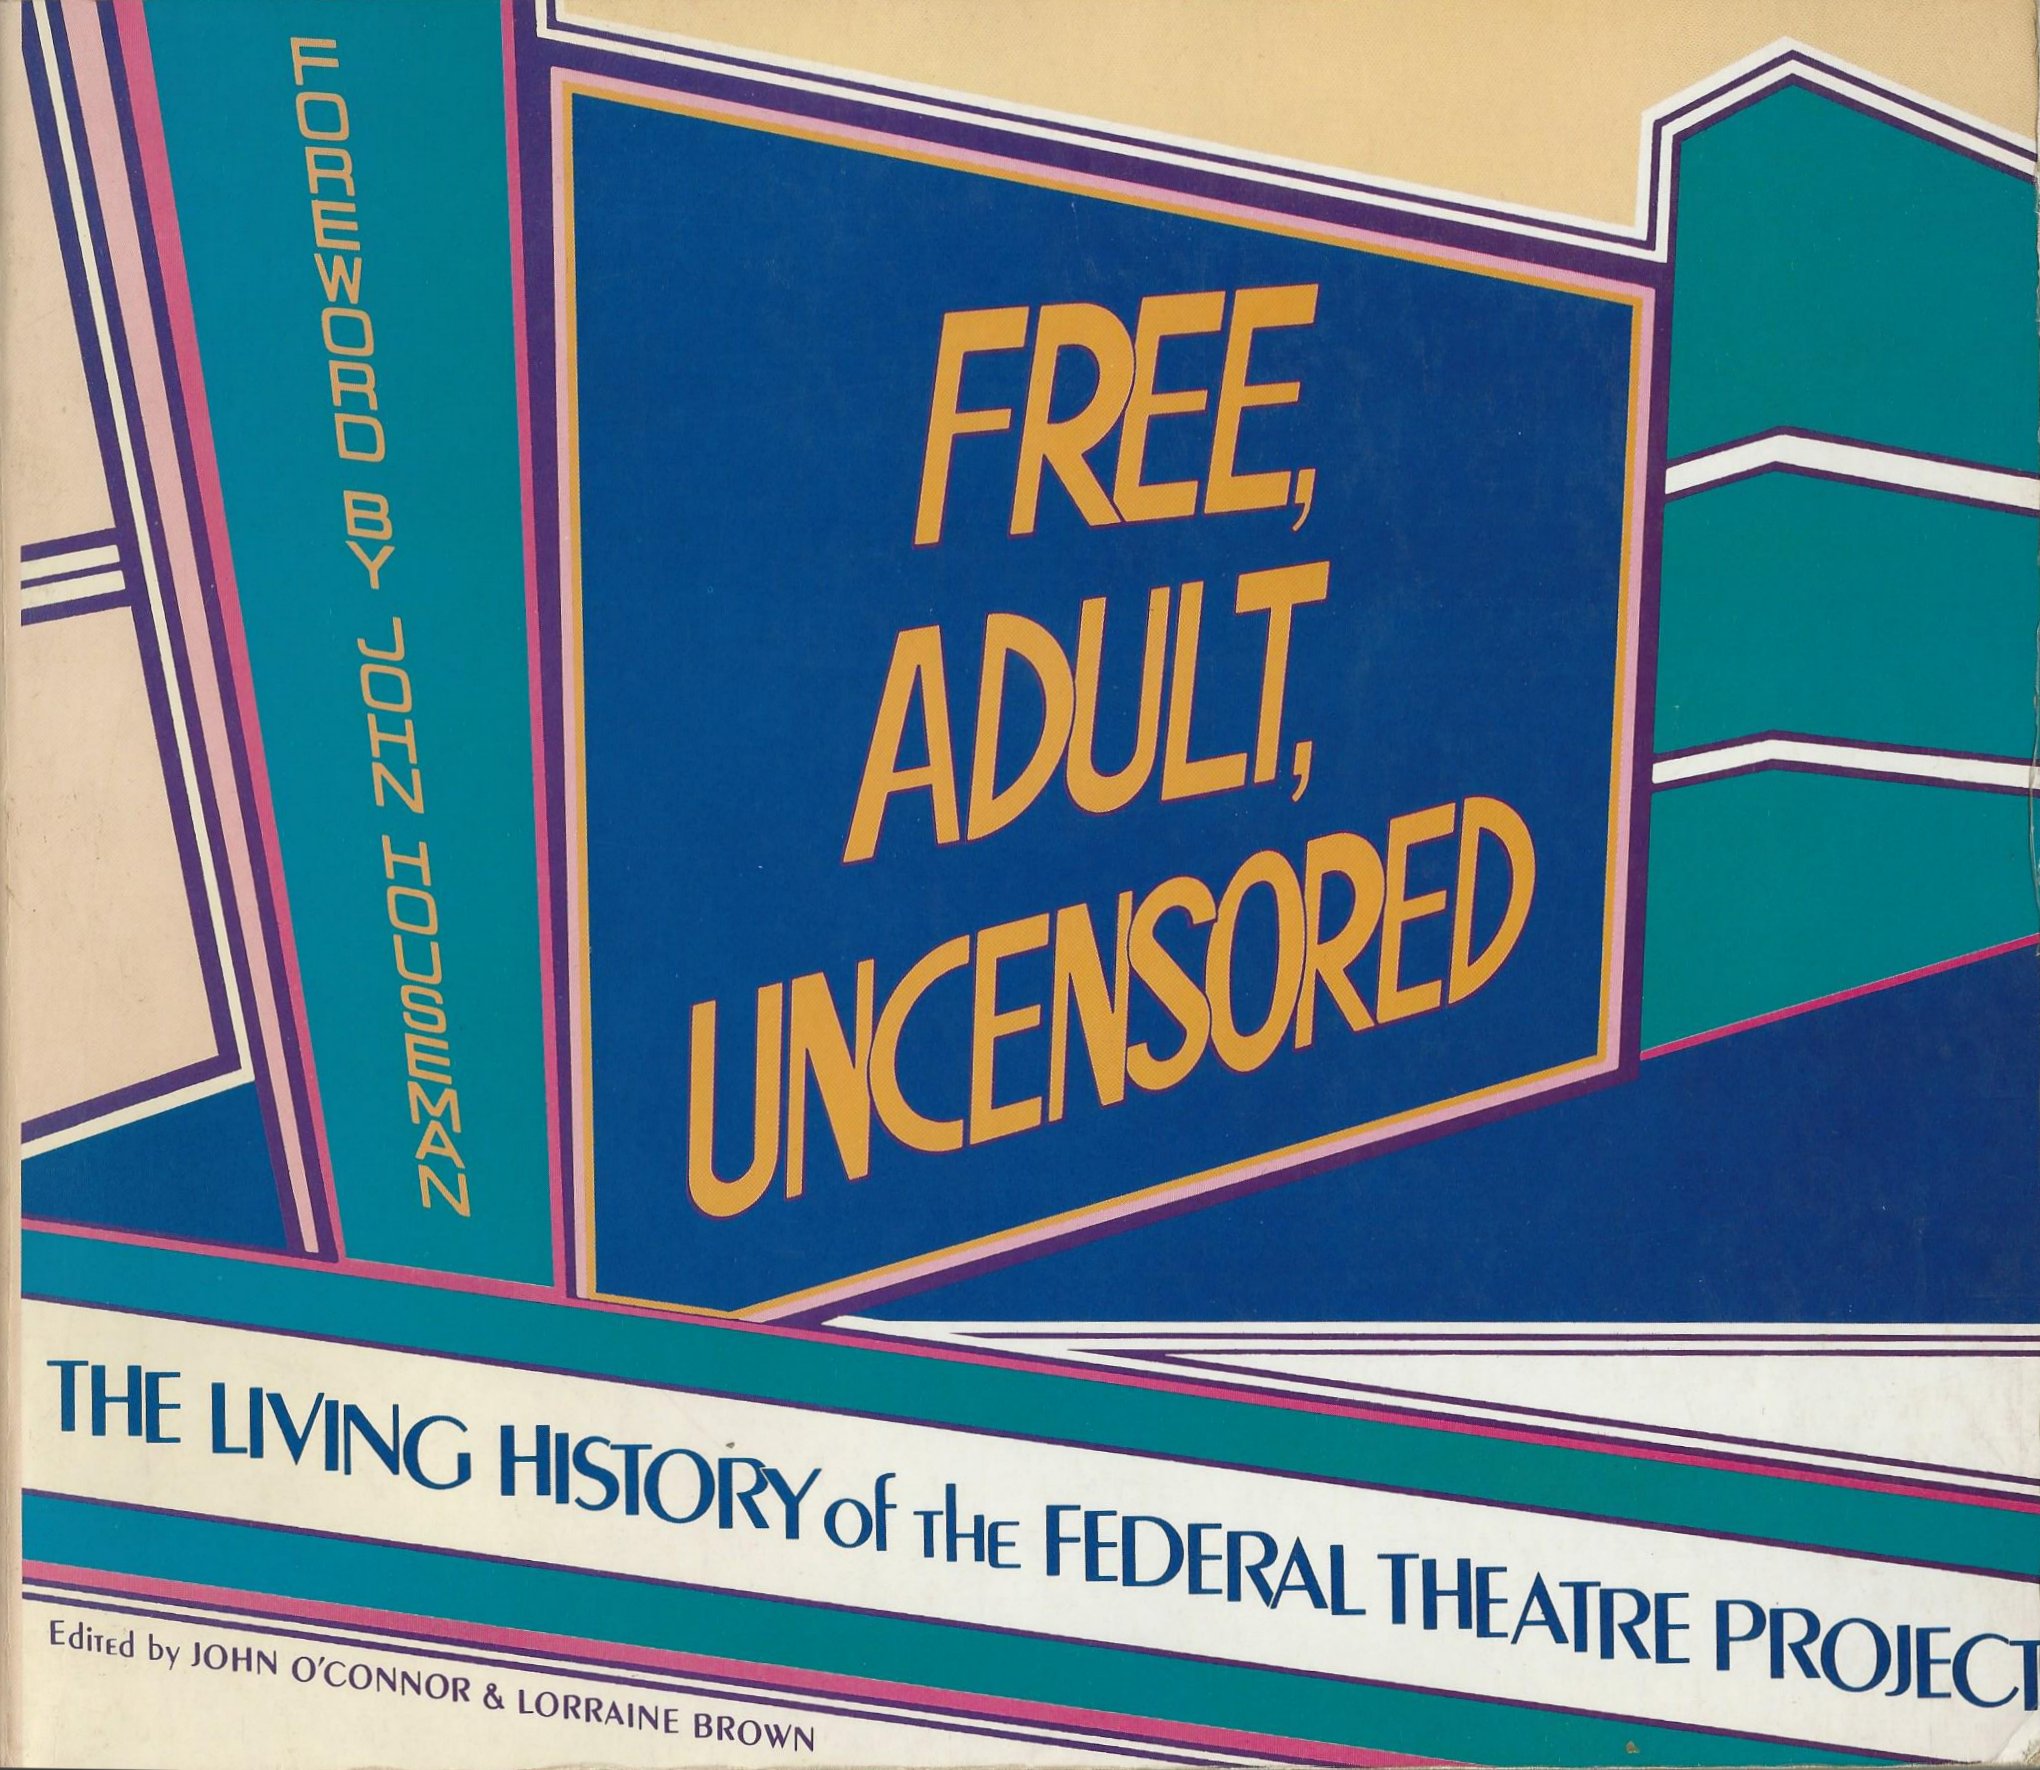 FOREWORD BY JOHN HOUSEMAN
FREE,
ADULT,
UNCENSORED
THE LIVING HISTORY of THE FEDERAL THEATRE PROJECT
Edited by JOHN O'CONNOR & LORRAINE BROWN